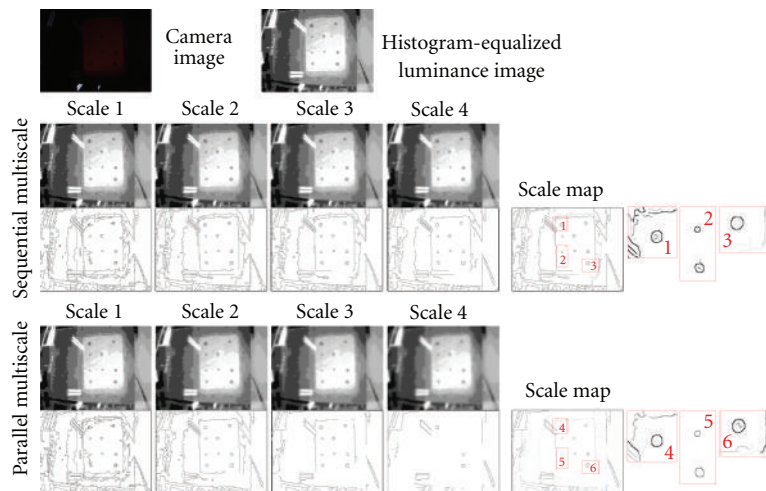 Camera
image
Histogram-equalized
luminance image
Scale 1
Scale 2
Scale 3
Scale 4
Sequential multiscale
Scale map
1
2
3
1
2
3
Scale 1
Scale 2
Scale 3
Scale 4
Parallel multiscale
Scale map
4
5
6
4
5
6